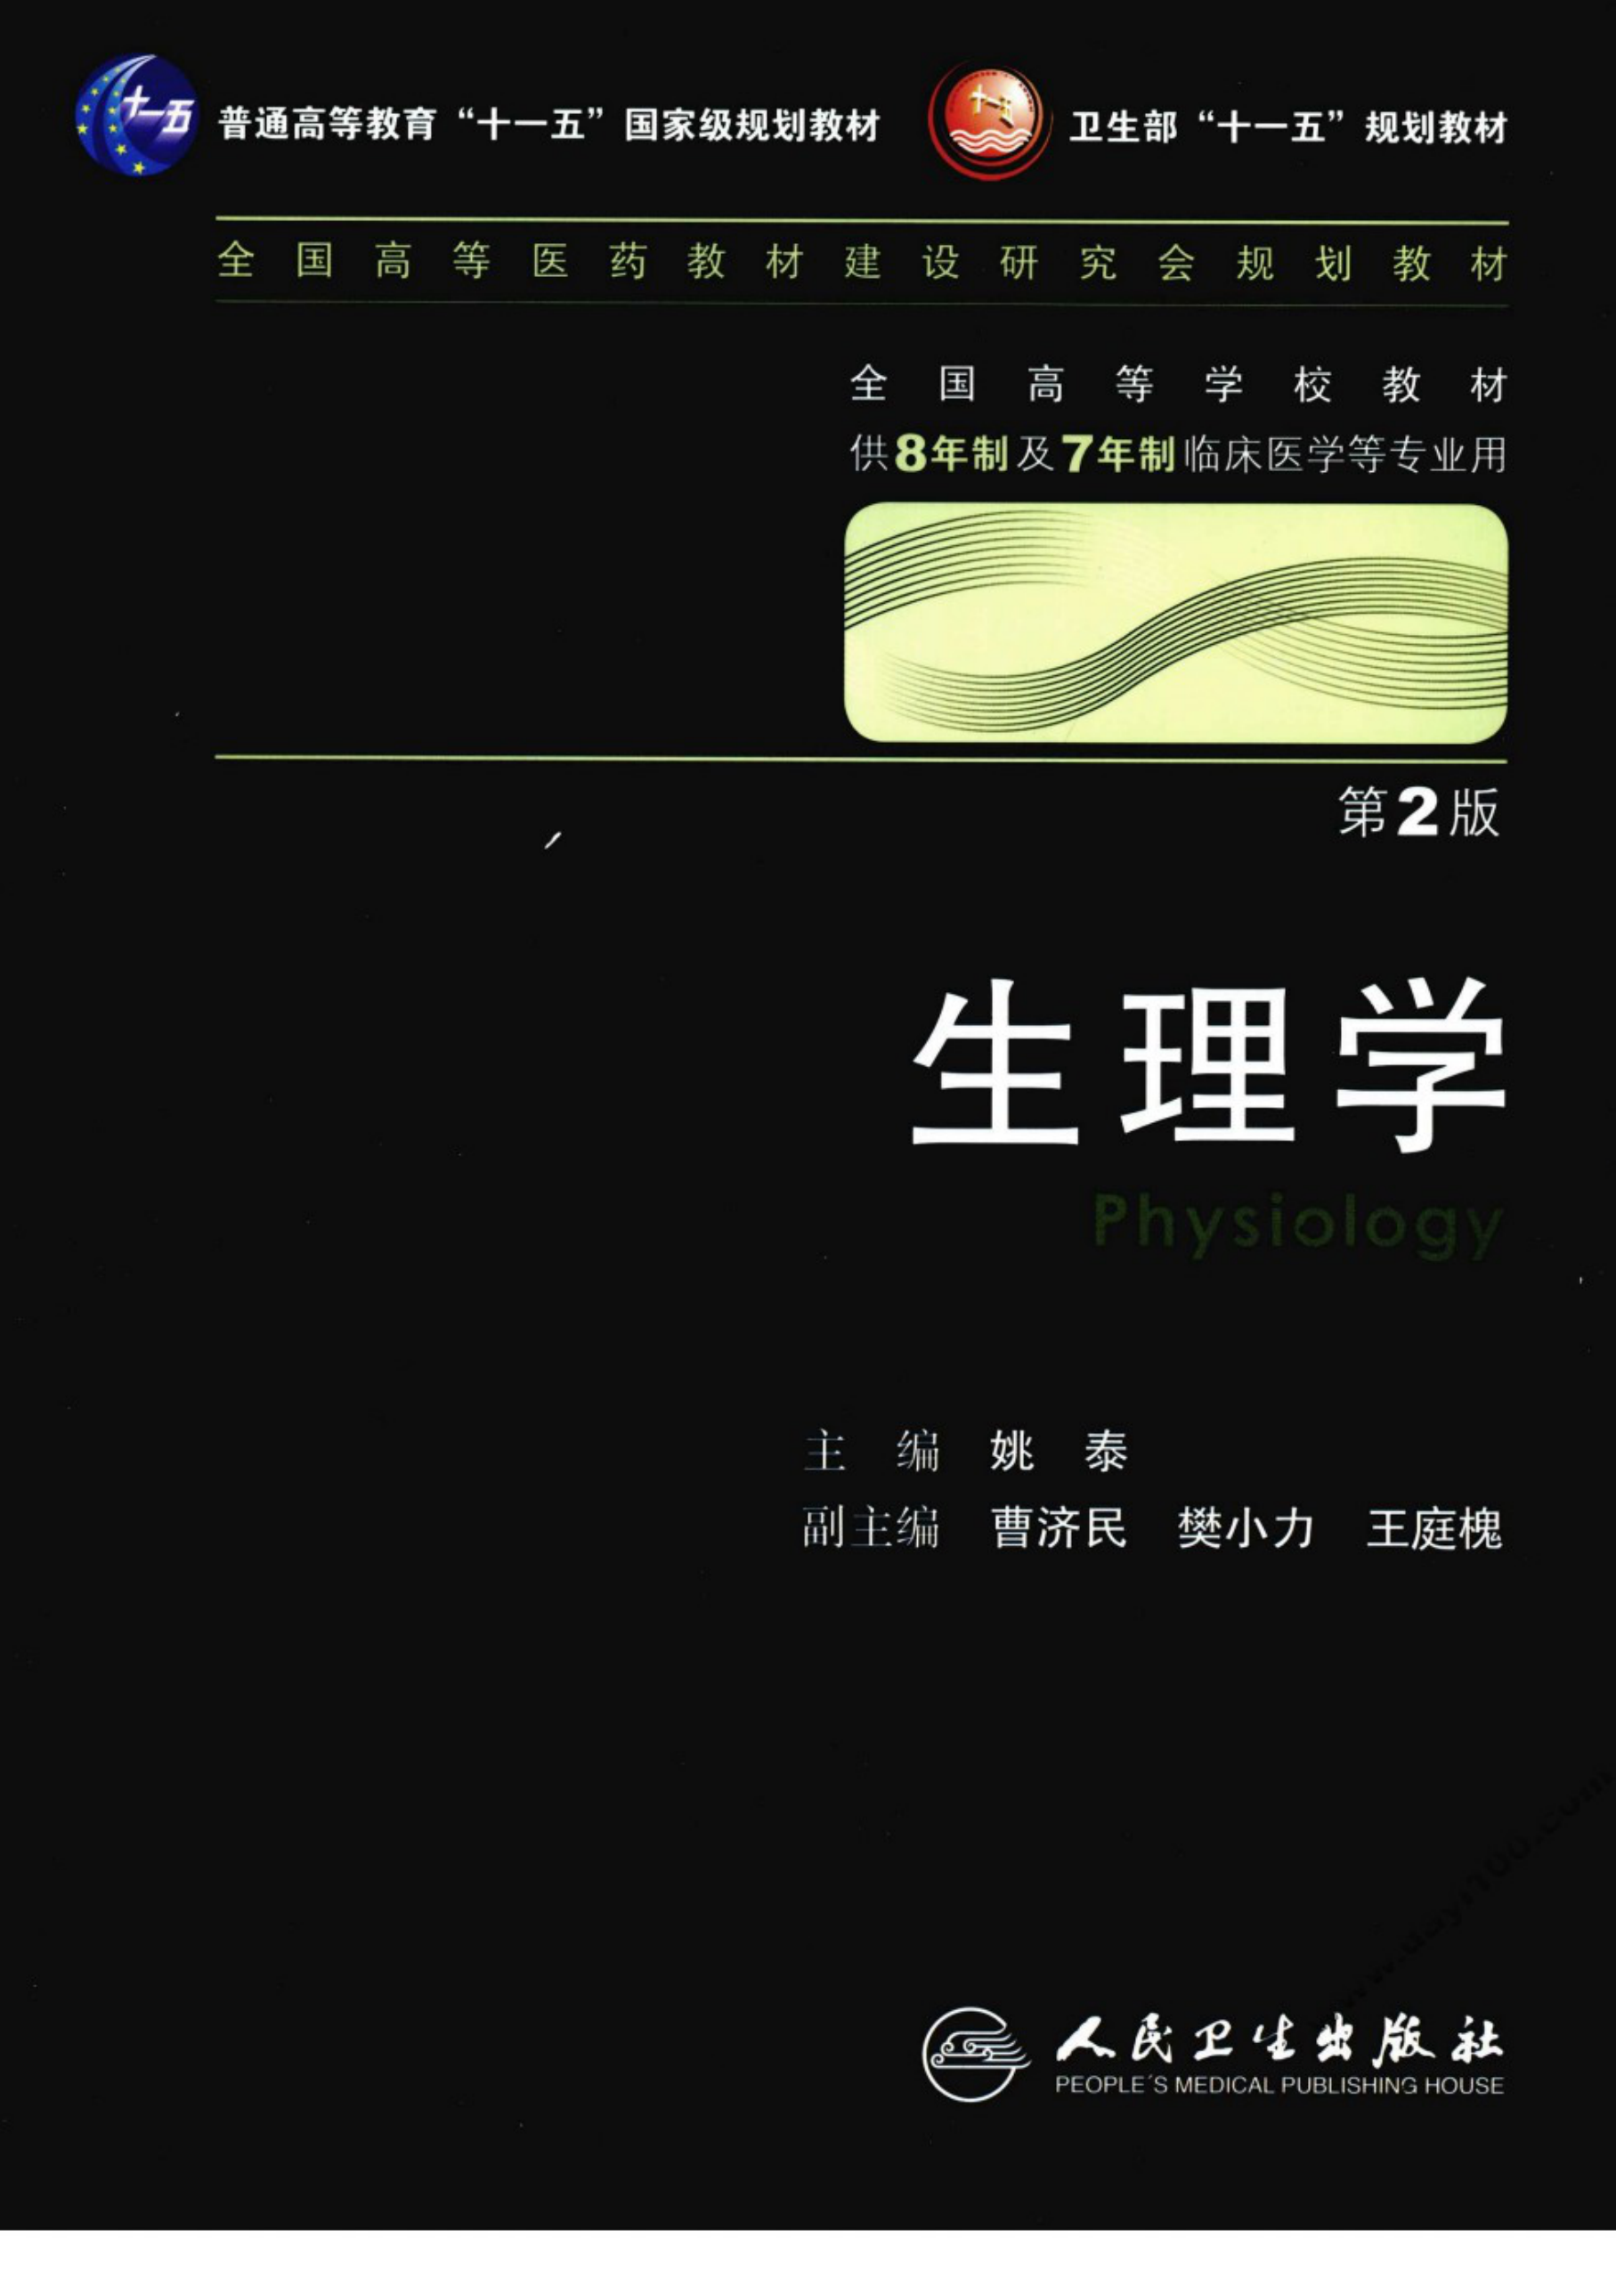 十一五
普通高等教育“十一五”国家级规划教材
卫生部“十一五”规划教材
全国高等医药教材建设研究会规划教材
全国高等学校教材
供8年制及7年制临床医学等专业用
第2版
生理学
Physiology
主 编 姚 泰
副主编 曹济民 樊小力 王庭槐
人民卫生出版社
PEOPLE'S MEDICAL PUBLISHING HOUSE